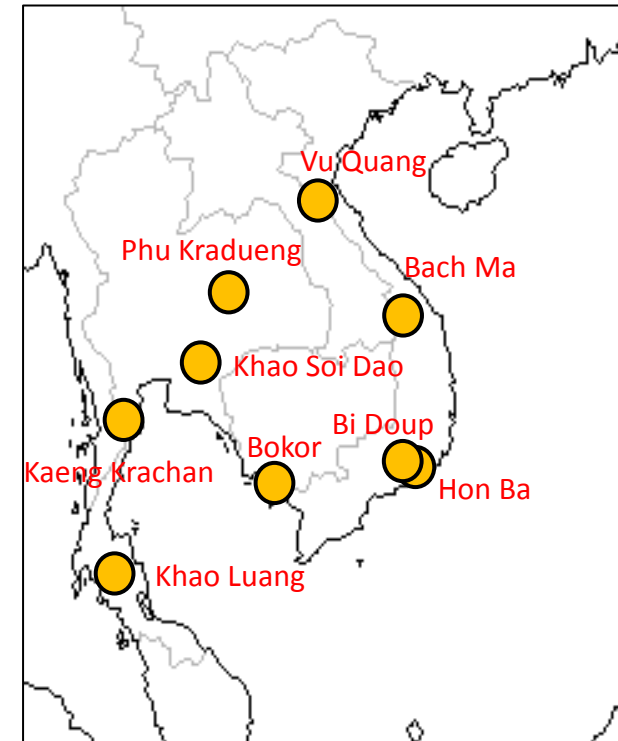 Vu Quang
Phu Kradueng
Bach Ma
Khao Soi Dao
Bi Doup
Bokor
Kaeng Krachan
Hon Ba
Khao Luang